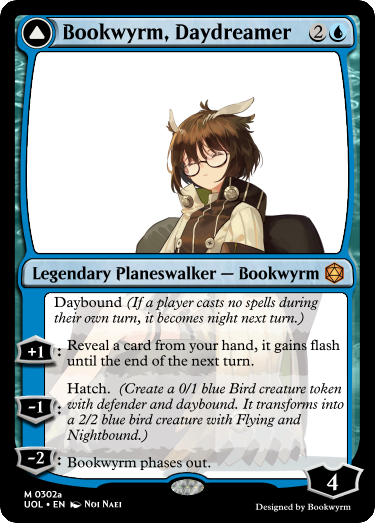 Bookwyrm, Daydreamer 2
Legendary Planeswalker — Bookwyrm
Daybound (If a player casts no spells during
their own turn, it becomes night next turn.)
+1: Reveal a card from your hand, it gains flash
until the end of the next turn.
-1: Hatch. (Create a 0/1 blue Bird creature token
with defender and daybound. It transforms into
a 2/2 blue bird creature with Flying and
Nightbound.)
-2: Bookwyrm phases out.
4
M 0302a
UOL • EN Noi Naei
Designed by Bookwyrm